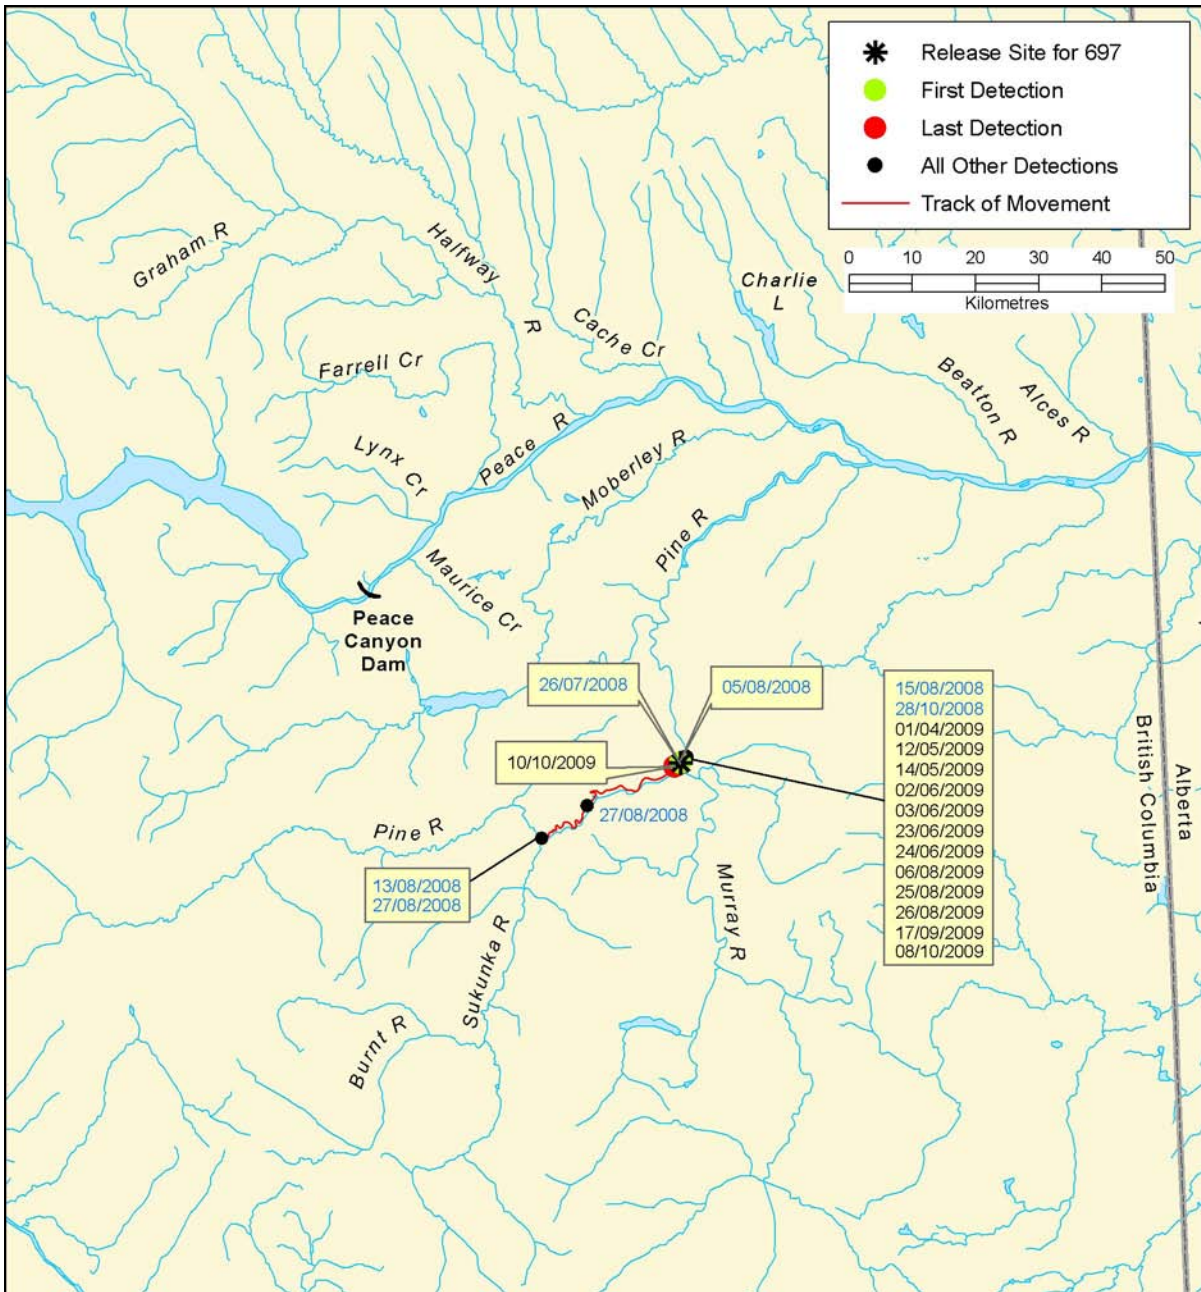 Release Site for 697
First Detection
Last Detection
All Other Detections
Track of Movement
0 10 20 30 40 50
Kilometres
Graham R
Halfway
R
Charlie
L
Cache Cr
Farrell Cr
Beatton R
Alces R
Lynx Cr
Peace R
Moberley R
Pine R
Maurice Cr
Peace
Canyon
Dam
26/07/2008
05/08/2008
15/08/2008
28/10/2008
01/04/2009
12/05/2009
14/05/2009
02/06/2009
03/06/2009
23/06/2009
24/06/2009
06/08/2009
25/08/2009
26/08/2009
17/09/2009
08/10/2009
British Columbia
Alberta
10/10/2009
27/08/2008
Pine R
13/08/2008
27/08/2008
Murray R
Sukunka R
Burnt R